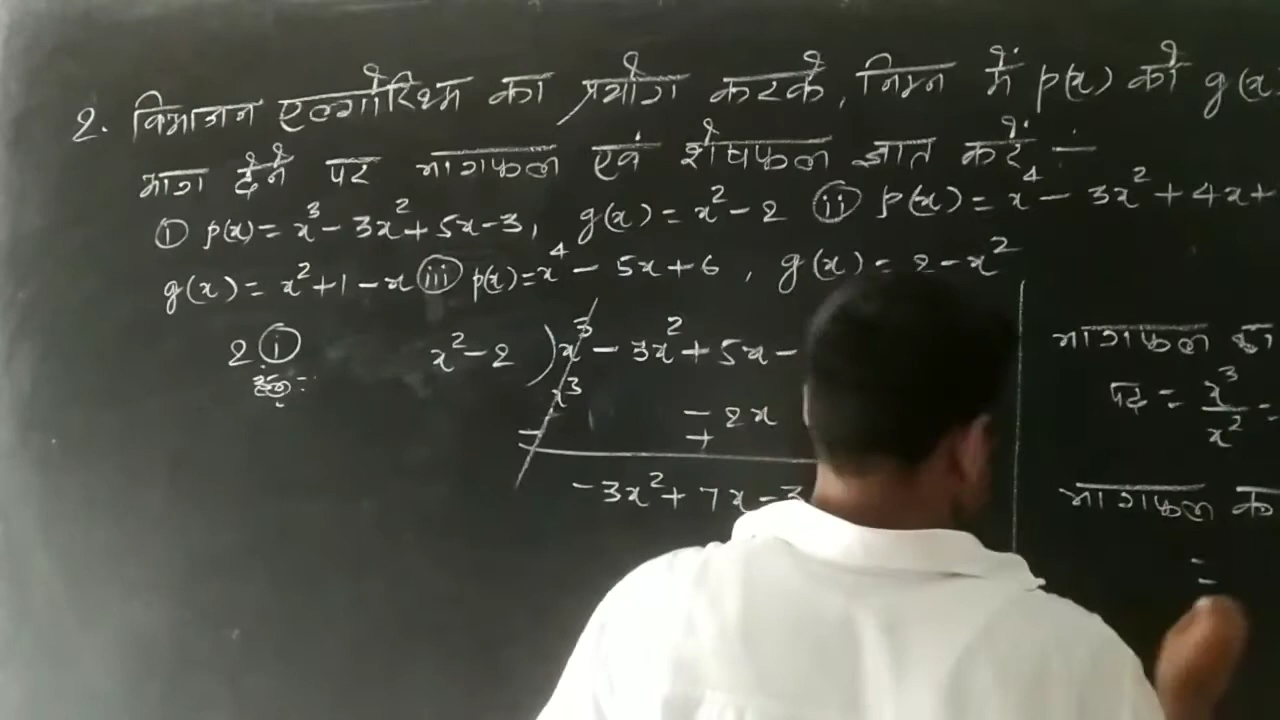 2. विभाजन एल्गोरिथ्म का प्रयोग करके, निम्न में p(x) को g(x)
भाग देने पर भागफल एवं शेषफल ज्ञात करें :-
(i) p(x) = x³ - 3x² + 5x - 3, g(x) = x² - 2 (ii) p(x) = x⁴ - 3x² + 4x +
g(x) = x² + 1 - x (iii) p(x) = x⁴ - 5x + 6, g(x) = 2 - x²
2 (i) x² - 2 ) x³ - 3x² + 5x -
हल :-
x³ - 2x
- +
-3x² + 7x - 3
भागफल का
पद = x³/x² =
भागफल का
=